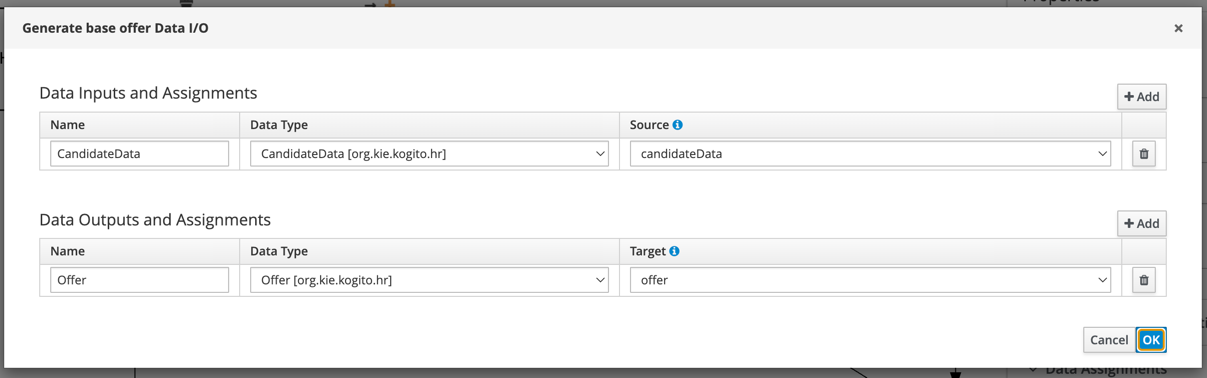 Properties
Generate base offer Data I/O
×
Data Inputs and Assignments
+ Add
Name Data Type Source
CandidateData CandidateData [org.kie.kogito.hr] candidateData
Data Outputs and Assignments
+ Add
Name Data Type Target
Offer Offer [org.kie.kogito.hr] offer
Cancel OK
Data Assignments